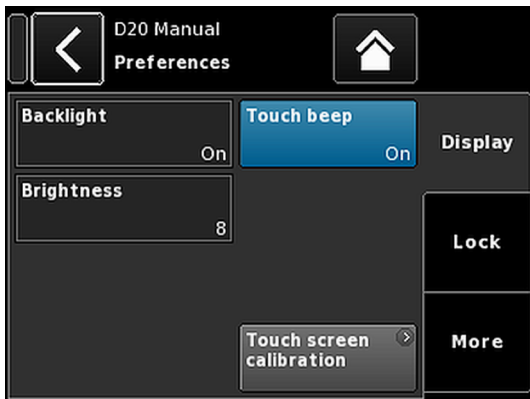 D20 Manual
Preferences
Backlight
On
Touch beep
On
Display
Brightness
8
Lock
Touch screen
calibration
More